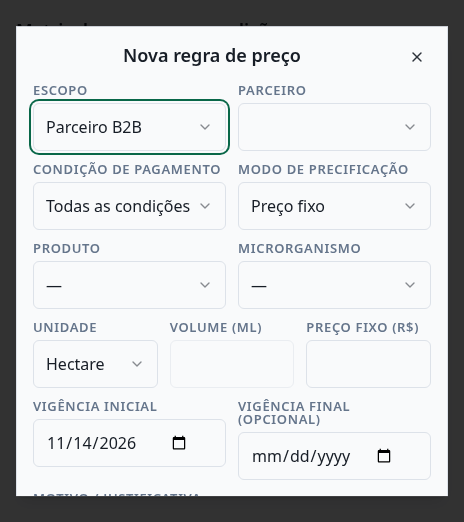 Nova regra de preço
ESCOPO
PARCEIRO
Parceiro B2B
CONDIÇÃO DE PAGAMENTO
MODO DE PRECIFICAÇÃO
Todas as condições
Preço fixo
PRODUTO
MICRORGANISMO
—
—
UNIDADE
VOLUME (ML)
PREÇO FIXO (R$)
Hectare
VIGÊNCIA INICIAL
VIGÊNCIA FINAL
(OPCIONAL)
11/14/2026
mm/dd/yyyy
MOTIVO / JUSTIFICATIVA